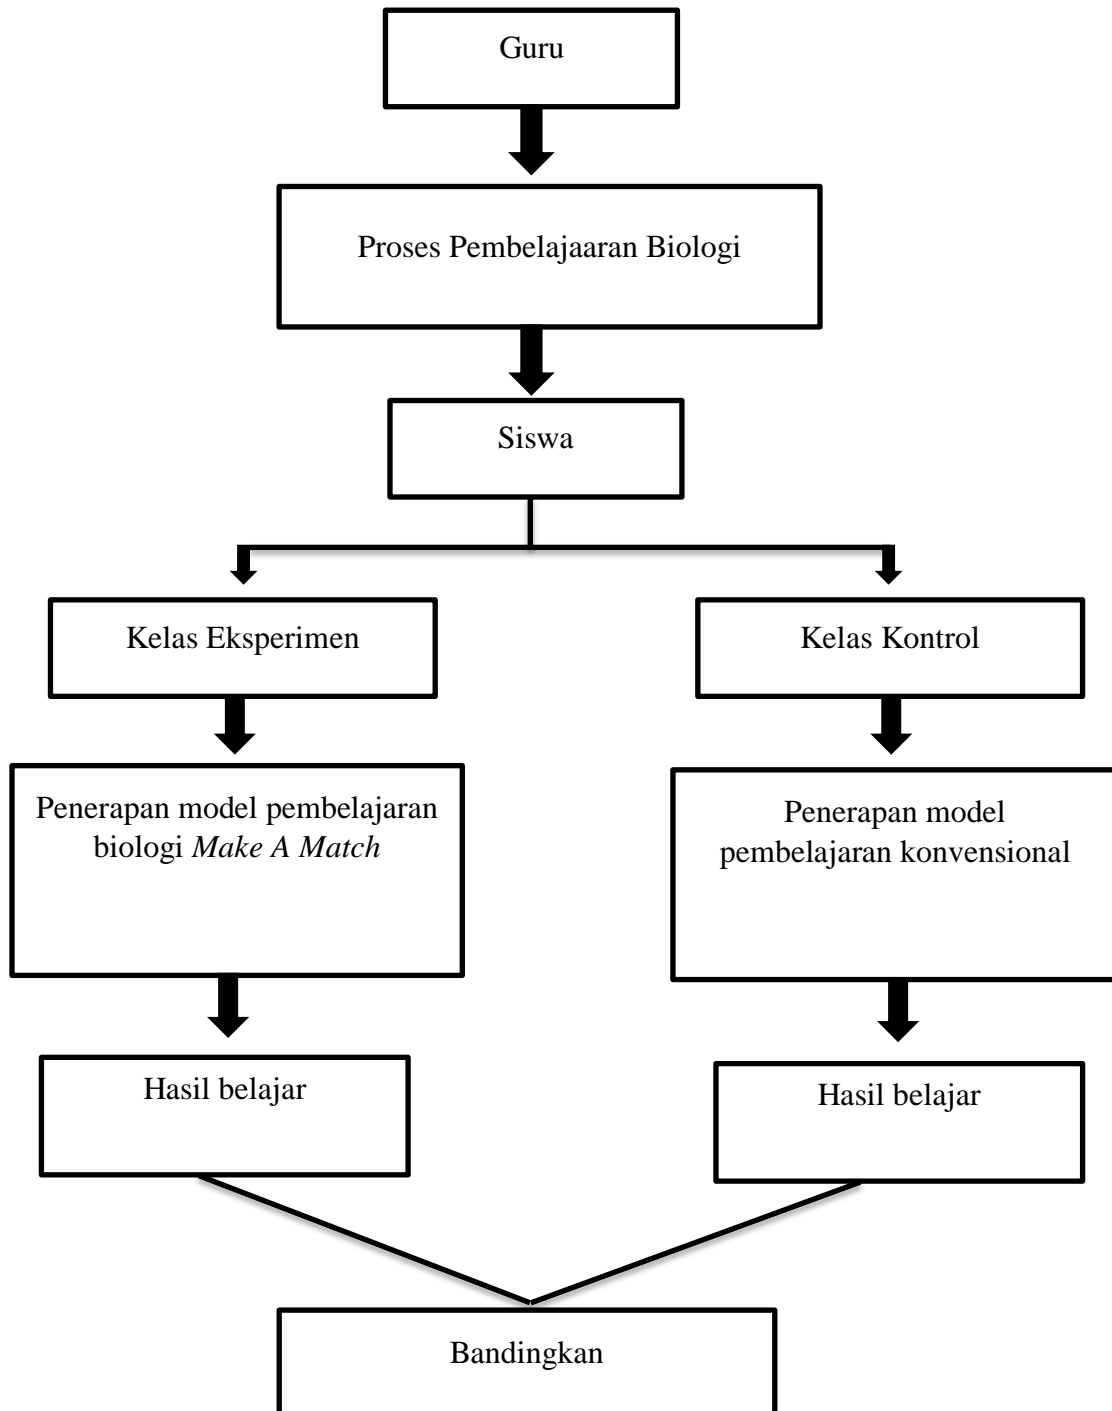 Guru
Proses Pembelajaaran Biologi
Siswa
Kelas Eksperimen
Kelas Kontrol
Penerapan model pembelajaran
biologi Make A Match
Penerapan model
pembelajaran konvensional
Hasil belajar
Hasil belajar
Bandingkan